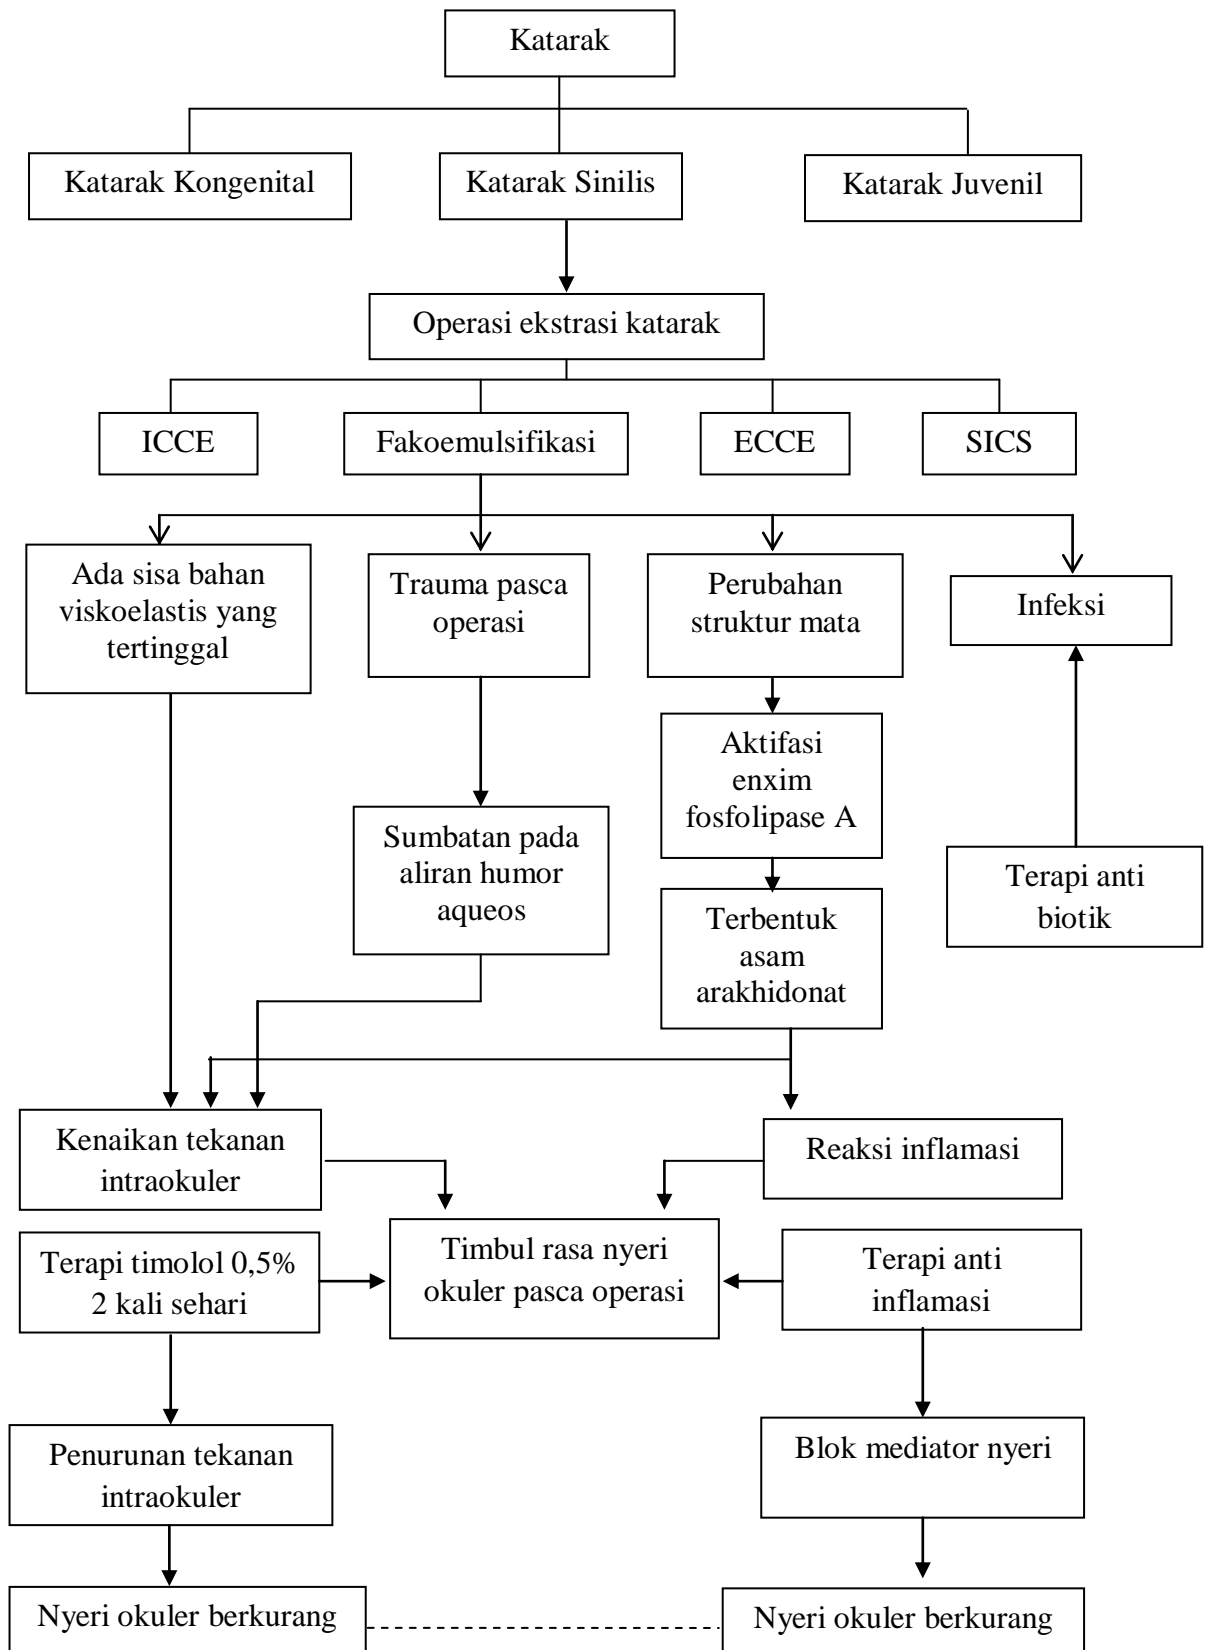 Katarak
Katarak Kongenital
Katarak Sinilis
Katarak Juvenil
Operasi ekstrasi katarak
ICCE
Fakoemulsifikasi
ECCE
SICS
Ada sisa bahan
viskoelastis yang
tertinggal
Trauma pasca
operasi
Perubahan
struktur mata
Infeksi
Aktifasi
enxim
fosfolipase A
Sumbatan pada
aliran humor
aqueos
Terapi anti
biotik
Terbentuk
asam
arakhidonat
Kenaikan tekanan
intraokuler
Reaksi inflamasi
Terapi timolol 0,5%
2 kali sehari
Timbul rasa nyeri
okuler pasca operasi
Terapi anti
inflamasi
Penurunan tekanan
intraokuler
Blok mediator nyeri
Nyeri okuler berkurang
Nyeri okuler berkurang